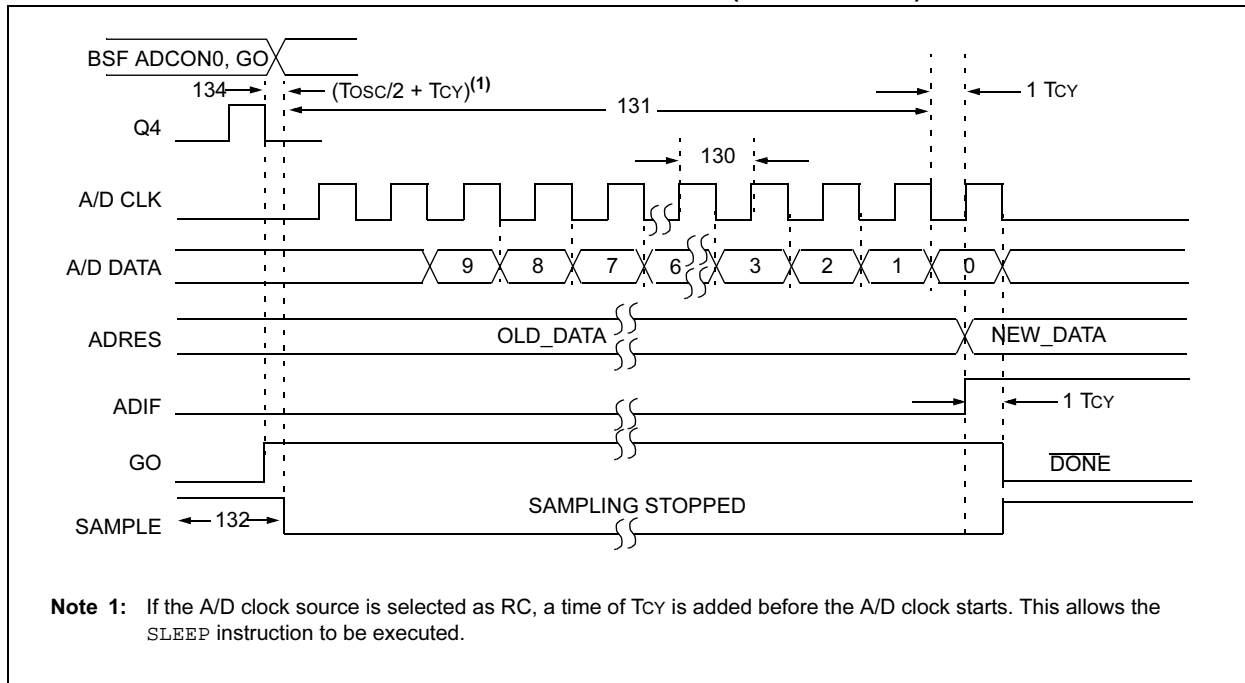 BSF ADCON0, GO
134
(TOSC/2 + TCY)(1)
131
1 TCY
Q4
130
A/D CLK
A/D DATA
9
8
7
6
3
2
1
0
ADRES
OLD_DATA
NEW_DATA
ADIF
1 TCY
GO
DONE
SAMPLE
132
SAMPLING STOPPED
Note 1: If the A/D clock source is selected as RC, a time of TCY is added before the A/D clock starts. This allows the
SLEEP instruction to be executed.